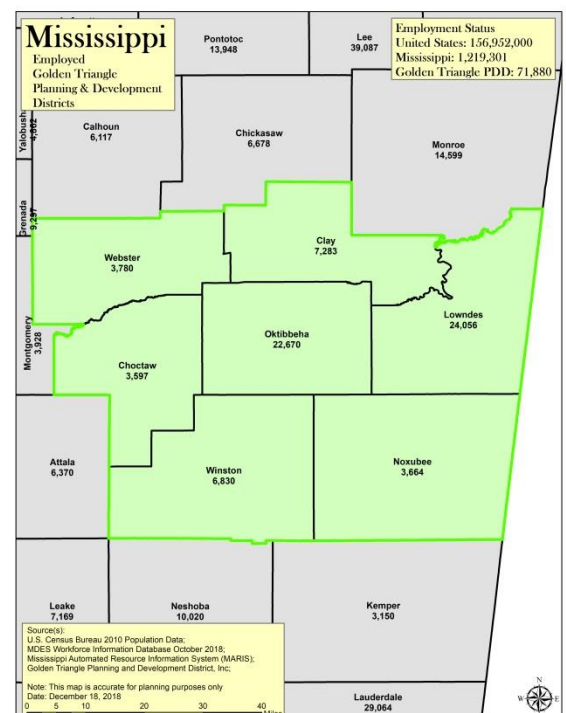 Mississippi
Employed
Golden Triangle
Planning & Development
Districts
Employment Status
United States: 156,952,000
Mississippi: 1,219,301
Golden Triangle PDD: 71,880
Pontotoc
13,948
Lee
39,087
Yalobusha
4,662
Calhoun
6,117
Chickasaw
6,678
Monroe
14,599
Grenada
9,297
Webster
3,780
Clay
7,283
Lowndes
24,056
Montgomery
3,928
Choctaw
3,597
Oktibbeha
22,670
Attala
6,370
Winston
6,830
Noxubee
3,664
Leake
7,169
Neshoba
10,020
Kemper
3,150
Lauderdale
29,064
Source(s):
U.S. Census Bureau 2010 Population Data;
MDES Workforce Information Database October 2018;
Mississippi Automated Resource Information System (MARIS);
Golden Triangle Planning and Development District, Inc;
Note: This map is accurate for planning purposes only
Date: December 18, 2018
0 5 10 20 30 40
Miles
N
W E
S